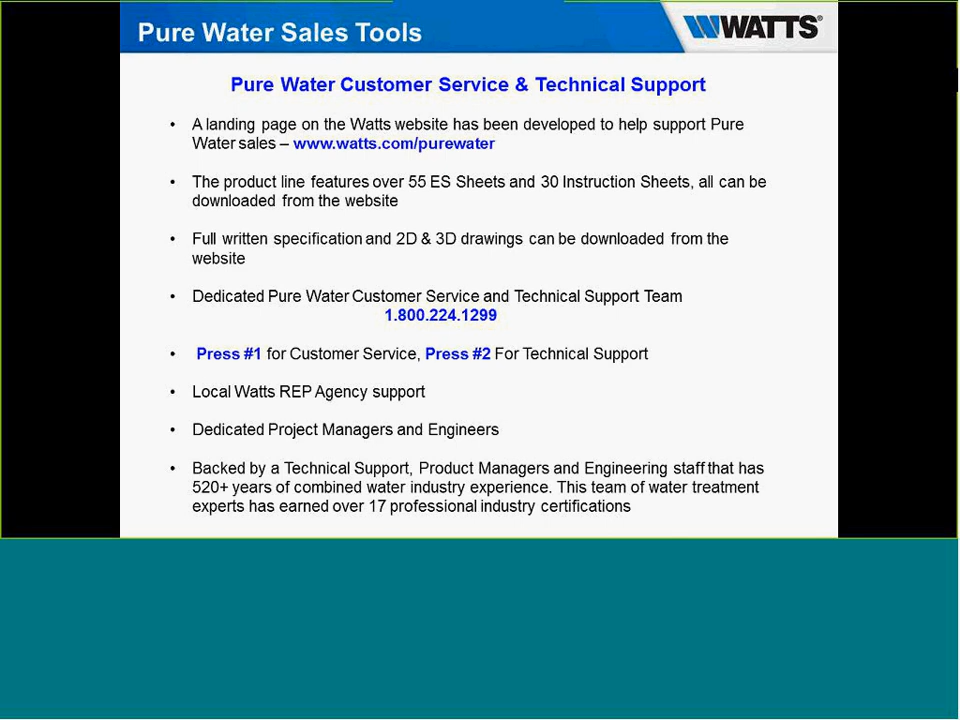 Pure Water Sales Tools
WATTS®
Pure Water Customer Service & Technical Support
• A landing page on the Watts website has been developed to help support Pure
Water sales – www.watts.com/purewater
• The product line features over 55 ES Sheets and 30 Instruction Sheets, all can be
downloaded from the website
• Full written specification and 2D & 3D drawings can be downloaded from the
website
• Dedicated Pure Water Customer Service and Technical Support Team
1.800.224.1299
• Press #1 for Customer Service, Press #2 For Technical Support
• Local Watts REP Agency support
• Dedicated Project Managers and Engineers
• Backed by a Technical Support, Product Managers and Engineering staff that has
520+ years of combined water industry experience. This team of water treatment
experts has earned over 17 professional industry certifications